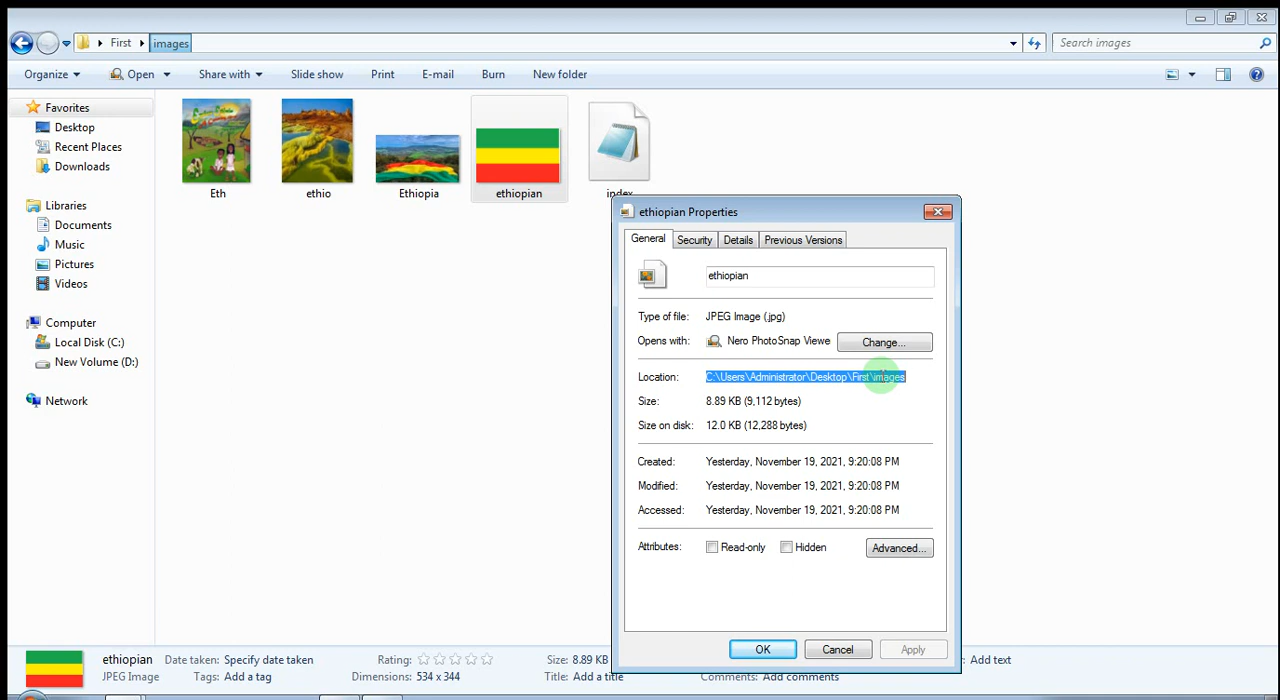 First images
Search images
Organize Open Share with Slide show Print E-mail Burn New folder
Favorites
Desktop
Recent Places
Downloads
Libraries
Documents
Music
Pictures
Videos
Computer
Local Disk (C:)
New Volume (D:)
Network
Eth ethio Ethiopia ethiopian index
ethiopian Properties
General Security Details Previous Versions
ethiopian
Type of file: JPEG Image (.jpg)
Opens with: Nero PhotoSnap Viewe Change...
Location: C:\Users\Administrator\Desktop\First\images
Size: 8.89 KB (9,112 bytes)
Size on disk: 12.0 KB (12,288 bytes)
Created: Yesterday, November 19, 2021, 9:20:08 PM
Modified: Yesterday, November 19, 2021, 9:20:08 PM
Accessed: Yesterday, November 19, 2021, 9:20:08 PM
Attributes: Read-only Hidden Advanced...
OK Cancel Apply
ethiopian Date taken: Specify date taken Rating: Size: 8.89 KB : Add text
JPEG Image Tags: Add a tag Dimensions: 534 x 344 Title: Add a title Comments: Add comments